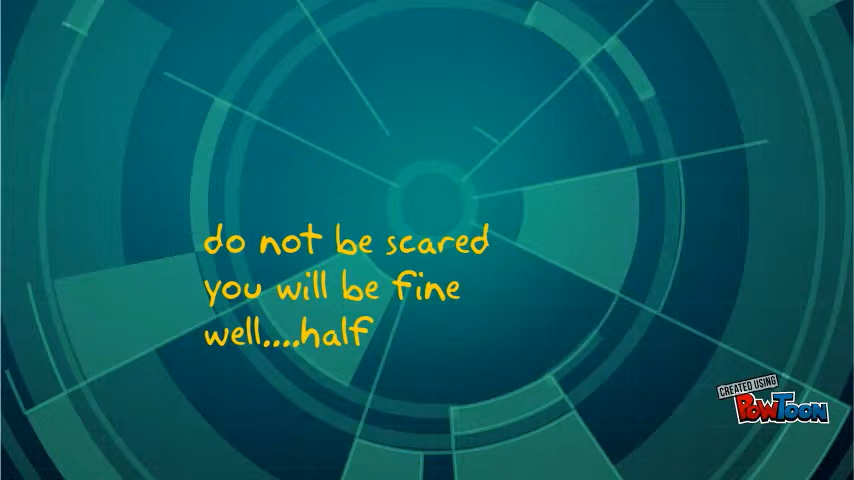 do not be scared
you will be fine
well....half
CREATED USING
POWTOON